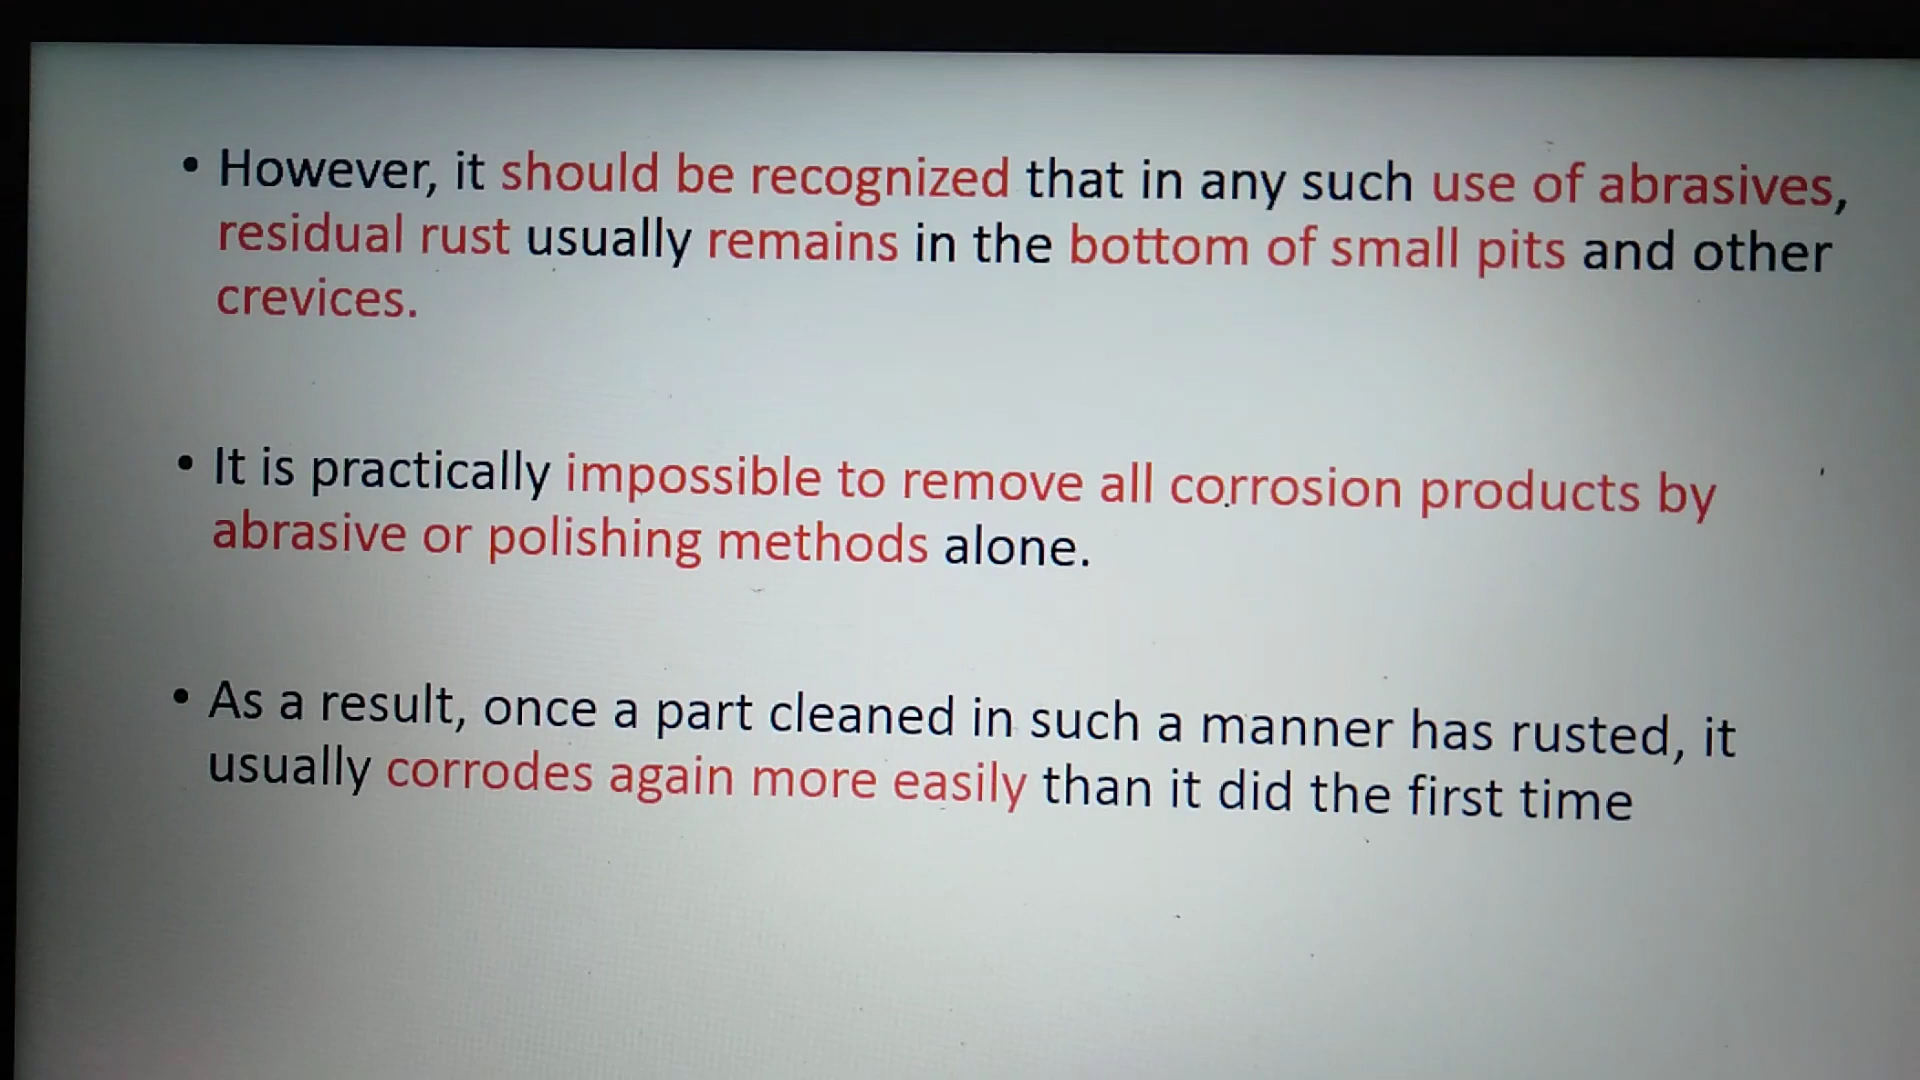 • However, it should be recognized that in any such use of abrasives,
residual rust usually remains in the bottom of small pits and other
crevices.
• It is practically impossible to remove all corrosion products by
abrasive or polishing methods alone.
• As a result, once a part cleaned in such a manner has rusted, it
usually corrodes again more easily than it did the first time